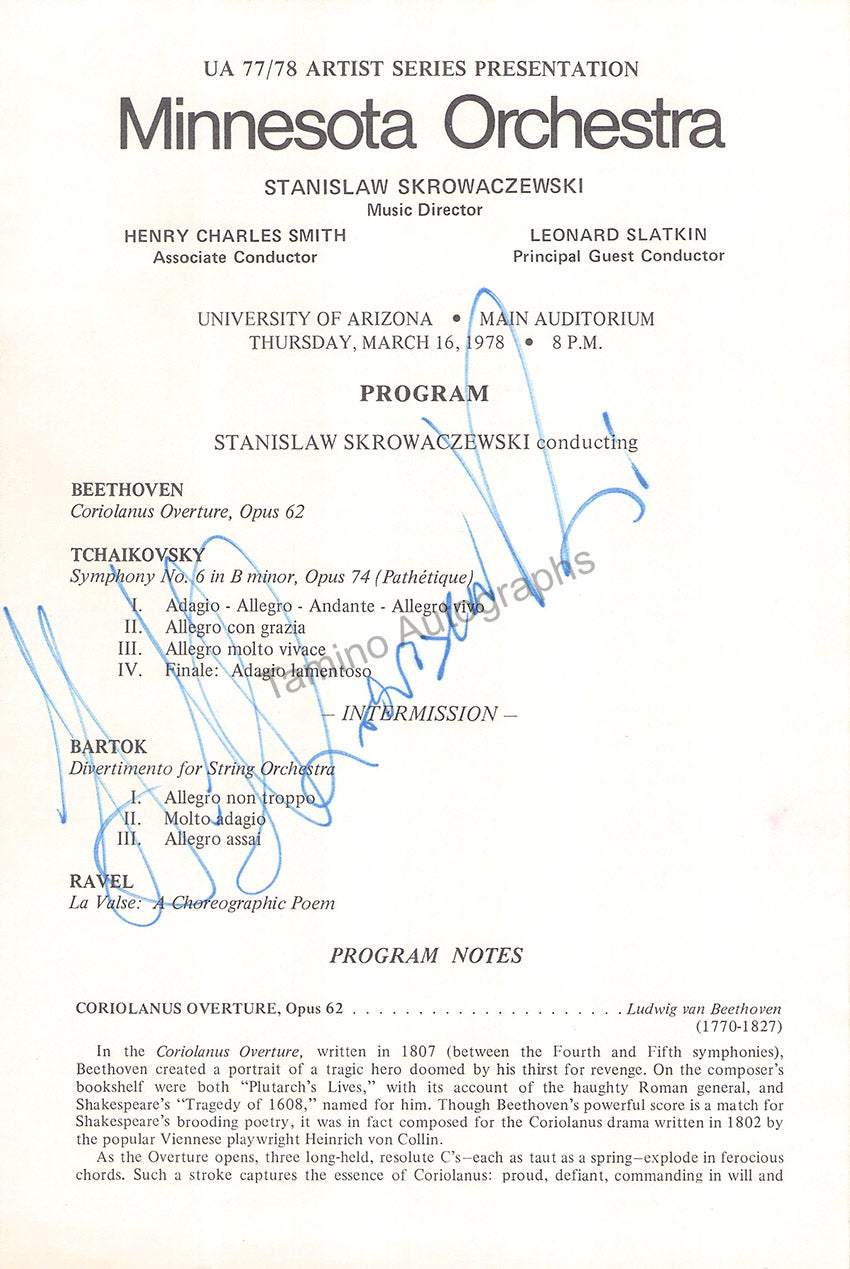 UA 77/78 ARTIST SERIES PRESENTATION
Minnesota Orchestra
STANISLAW SKROWACZEWSKI
Music Director
HENRY CHARLES SMITH
Associate Conductor
LEONARD SLATKIN
Principal Guest Conductor
UNIVERSITY OF ARIZONA • MAIN AUDITORIUM
THURSDAY, MARCH 16, 1978 • 8 P.M.
PROGRAM
STANISLAW SKROWACZEWSKI conducting
BEETHOVEN
Coriolanus Overture, Opus 62
TCHAIKOVSKY
Symphony No. 6 in B minor, Opus 74 (Pathétique)
I. Adagio - Allegro - Andante - Allegro vivo
II. Allegro con grazia
III. Allegro molto vivace
IV. Finale: Adagio lamentoso
Tamino Autographs
– INTERMISSION –
BARTOK
Divertimento for String Orchestra
I. Allegro non troppo
II. Molto adagio
III. Allegro assai
RAVEL
La Valse: A Choreographic Poem
PROGRAM NOTES
CORIOLANUS OVERTURE, Opus 62 . . . . . . . . . . . . . . . . . . . . . Ludwig van Beethoven
(1770-1827)
In the Coriolanus Overture, written in 1807 (between the Fourth and Fifth symphonies),
Beethoven created a portrait of a tragic hero doomed by his thirst for revenge. On the composer's
bookshelf were both “Plutarch's Lives,” with its account of the haughty Roman general, and
Shakespeare's “Tragedy of 1608,” named for him. Though Beethoven's powerful score is a match for
Shakespeare's brooding poetry, it was in fact composed for the Coriolanus drama written in 1802 by
the popular Viennese playwright Heinrich von Collin.
As the Overture opens, three long-held, resolute C's—each as taut as a spring—explode in ferocious
chords. Such a stroke captures the essence of Coriolanus: proud, defiant, commanding in will and